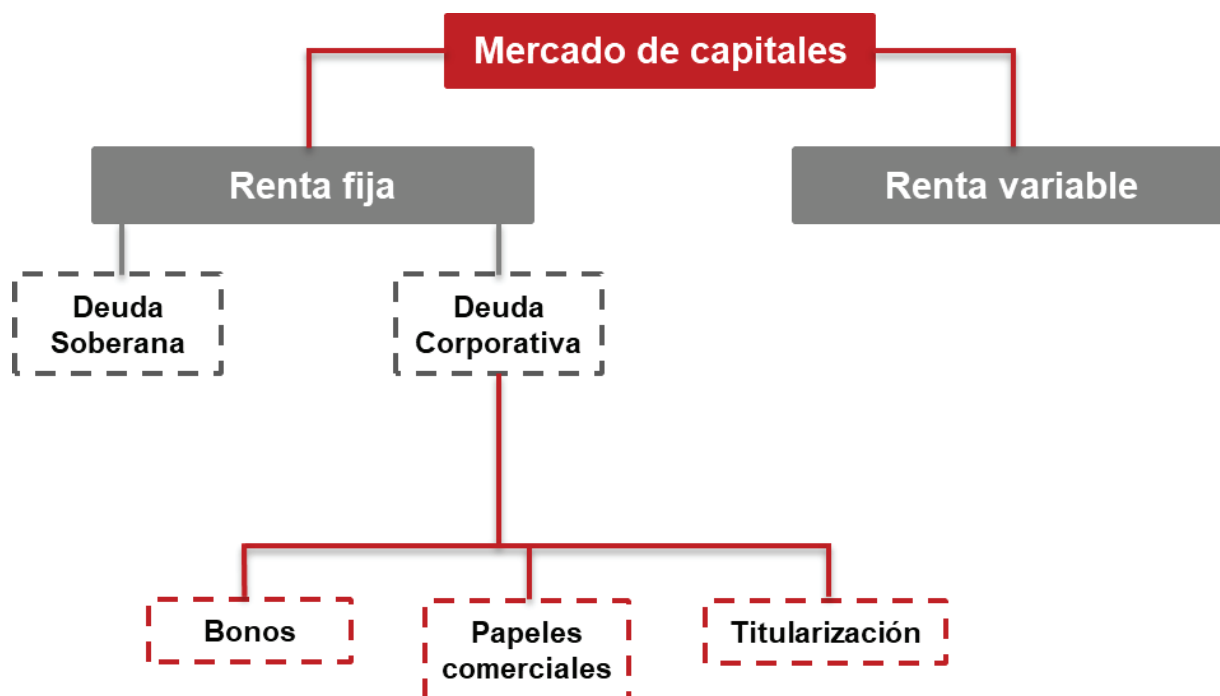 Mercado de capitales
Renta fija
Renta variable
Deuda
Soberana
Deuda
Corporativa
Bonos
Papeles
comerciales
Titularización